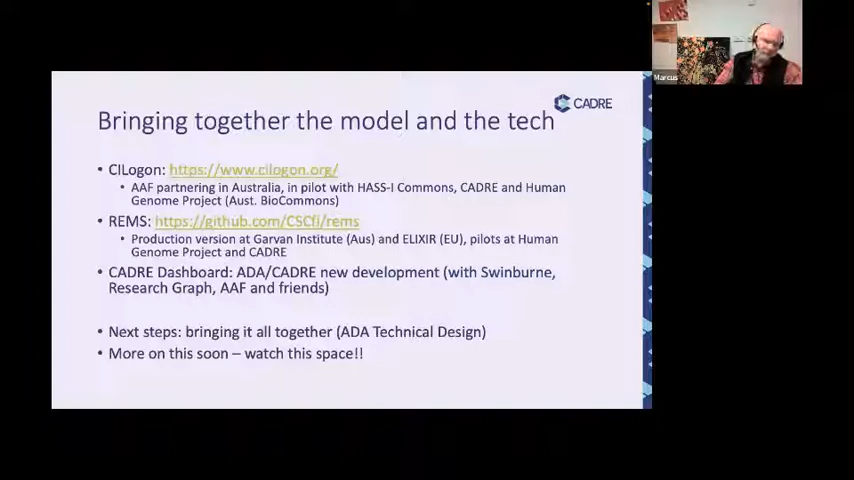 CADRE
Bringing together the model and the tech
• CILogon: https://www.cilogon.org/
• AAF partnering in Australia, in pilot with HASS-I Commons, CADRE and Human
Genome Project (Aust. BioCommons)
• REMS: https://github.com/CSCfi/rems
• Production version at Garvan Institute (Aus) and ELIXIR (EU), pilots at Human
Genome Project and CADRE
• CADRE Dashboard: ADA/CADRE new development (with Swinburne,
Research Graph, AAF and friends)
• Next steps: bringing it all together (ADA Technical Design)
• More on this soon – watch this space!!
Marcus